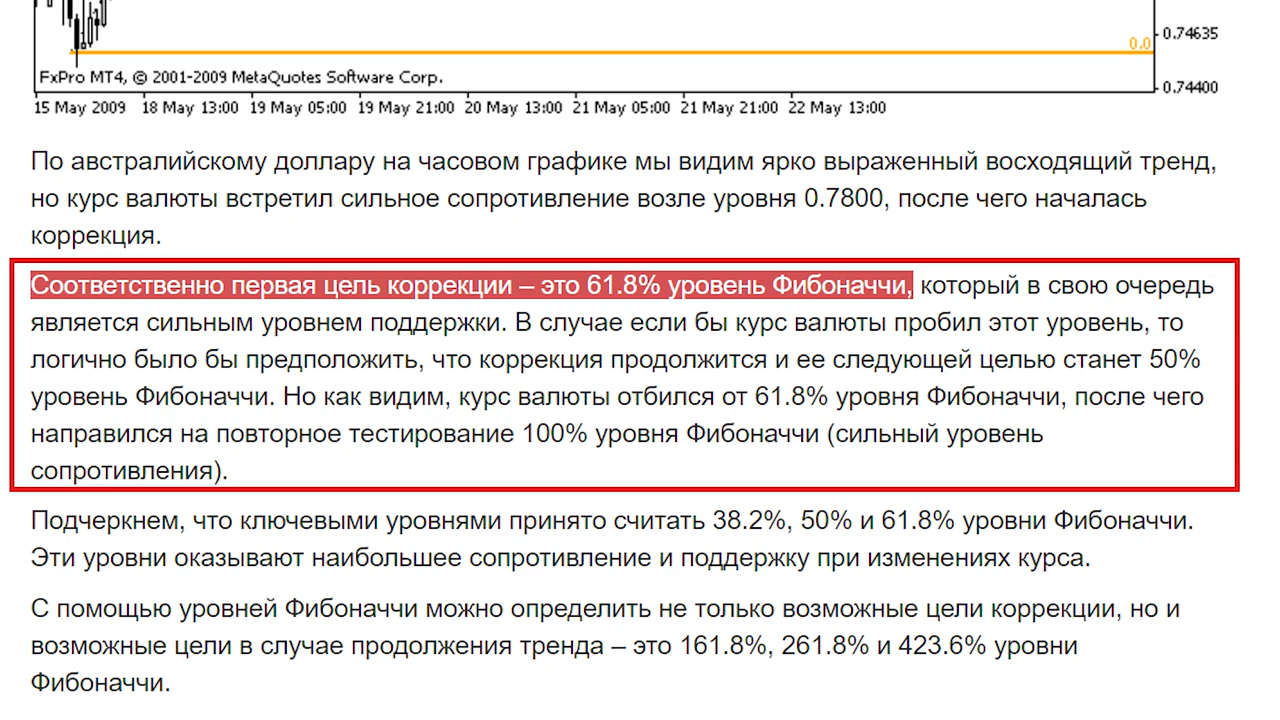 0.74635
0.0
FxPro MT4, © 2001-2009 MetaQuotes Software Corp.
0.74400
15 May 2009 18 May 13:00 19 May 05:00 19 May 21:00 20 May 13:00 21 May 05:00 21 May 21:00 22 May 13:00
По австралийскому доллару на часовом графике мы видим ярко выраженный восходящий тренд,
но курс валюты встретил сильное сопротивление возле уровня 0.7800, после чего началась
коррекция.
Соответственно первая цель коррекции – это 61.8% уровень Фибоначчи, который в свою очередь
является сильным уровнем поддержки. В случае если бы курс валюты пробил этот уровень, то
логично было бы предположить, что коррекция продолжится и ее следующей целью станет 50%
уровень Фибоначчи. Но как видим, курс валюты отбился от 61.8% уровня Фибоначчи, после чего
направился на повторное тестирование 100% уровня Фибоначчи (сильный уровень
сопротивления).
Подчеркнем, что ключевыми уровнями принято считать 38.2%, 50% и 61.8% уровни Фибоначчи.
Эти уровни оказывают наибольшее сопротивление и поддержку при изменениях курса.
С помощью уровней Фибоначчи можно определить не только возможные цели коррекции, но и
возможные цели в случае продолжения тренда – это 161.8%, 261.8% и 423.6% уровни
Фибоначчи.